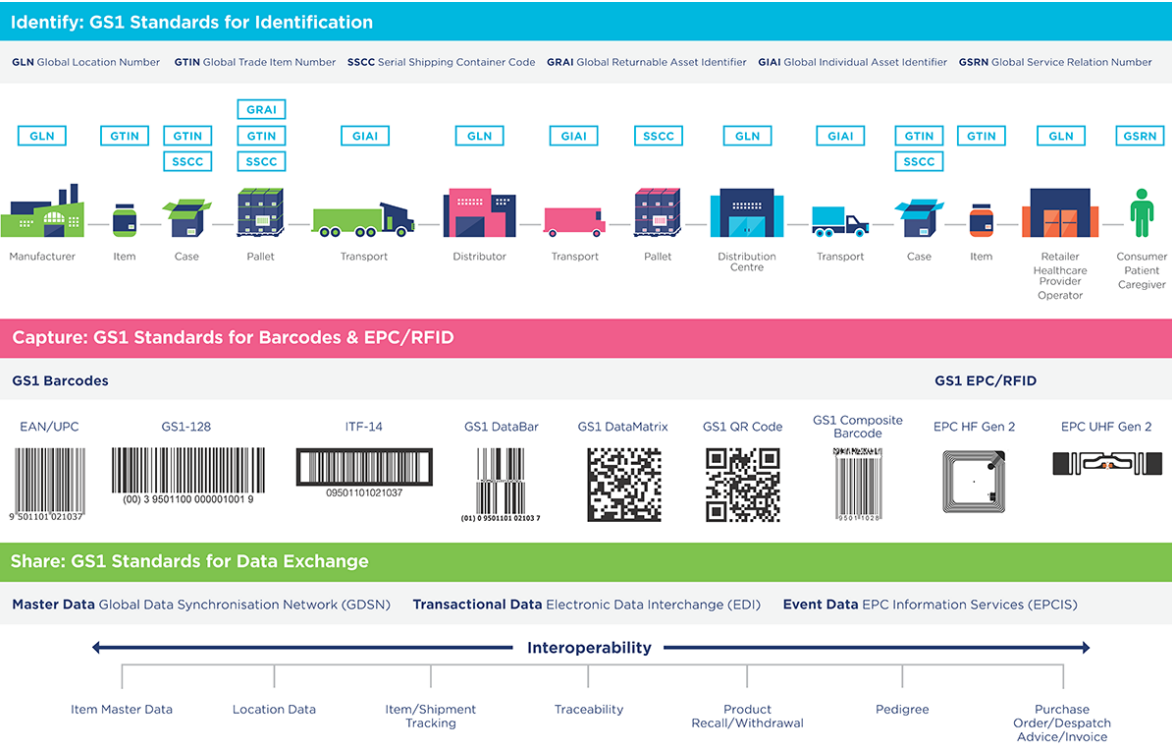 Identify: GS1 Standards for Identification
GLN Global Location Number GTIN Global Trade Item Number SSCC Serial Shipping Container Code GRAI Global Returnable Asset Identifier GIAI Global Individual Asset Identifier GSRN Global Service Relation Number
GRAI
GLN GTIN GTIN GTIN GIAI GLN GIAI SSCC GLN GIAI GTIN GTIN GLN GSRN
SSCC SSCC SSCC
Manufacturer Item Case Pallet Transport Distributor Transport Pallet Distribution Transport Case Item Retailer Consumer
Centre Healthcare Patient
Provider Caregiver
Operator
Capture: GS1 Standards for Barcodes & EPC/RFID
GS1 Barcodes GS1 EPC/RFID
EAN/UPC GS1-128 ITF-14 GS1 DataBar GS1 DataMatrix GS1 QR Code GS1 Composite EPC HF Gen 2 EPC UHF Gen 2
Barcode
9 501101 021037 (00) 3 9501100 000001001 9 09501101021037 (01) 0 9501101 02103 7 9501 1028
Share: GS1 Standards for Data Exchange
Master Data Global Data Synchronisation Network (GDSN) Transactional Data Electronic Data Interchange (EDI) Event Data EPC Information Services (EPCIS)
Interoperability
Item Master Data Location Data Item/Shipment Traceability Product Pedigree Purchase
Tracking Recall/Withdrawal Order/Despatch
Advice/Invoice